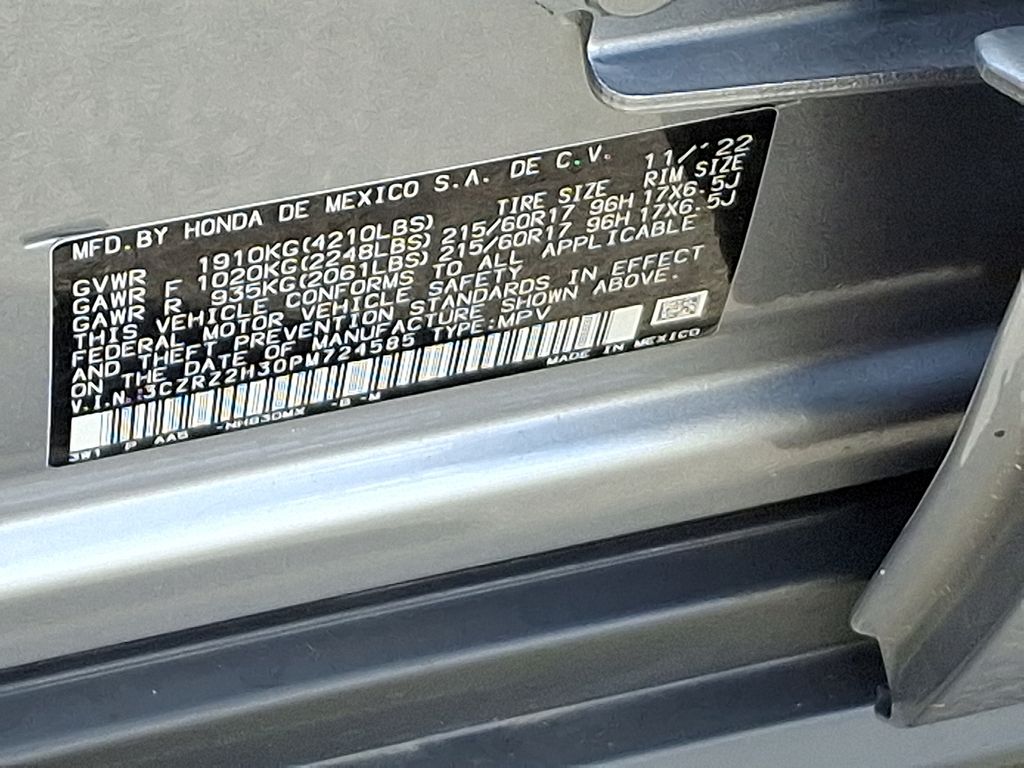 MFD. BY HONDA DE MEXICO S.A. DE C.V. 11/'22
TIRE SIZE RIM SIZE
GVWR 1910KG(4210LBS)
GAWR F 1020KG(2248LBS) 215/60R17 96H 17X6.5J
GAWR R 935KG(2061LBS) 215/60R17 96H 17X6.5J
THIS VEHICLE CONFORMS TO ALL APPLICABLE
FEDERAL MOTOR VEHICLE SAFETY
AND THEFT PREVENTION STANDARDS IN EFFECT
ON THE DATE OF MANUFACTURE SHOWN ABOVE.
V.I.N.:3CZRZ2H30PM724585 TYPE:MPV
MADE IN MEXICO
3W1 P AAB -NH830MX -B -M